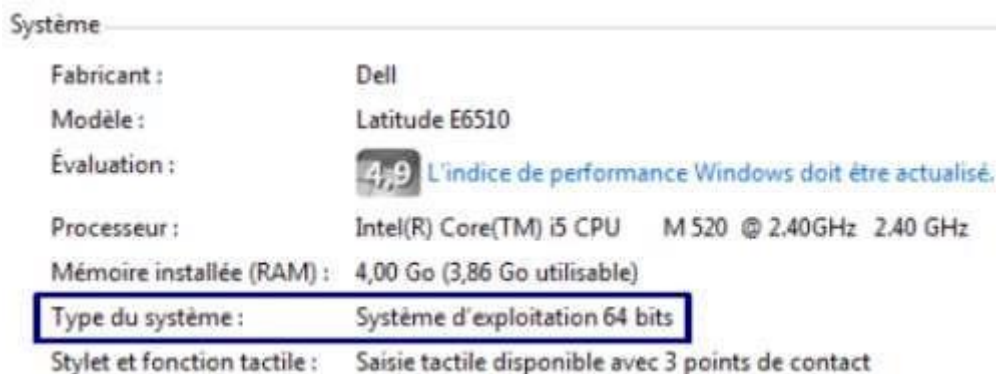 Système
Fabricant : Dell
Modèle : Latitude E6510
Évaluation : 4,9 L'indice de performance Windows doit être actualisé.
Processeur : Intel(R) Core(TM) i5 CPU M 520 @ 2.40GHz 2.40 GHz
Mémoire installée (RAM) : 4,00 Go (3,86 Go utilisable)
Type du système : Système d'exploitation 64 bits
Stylet et fonction tactile : Saisie tactile disponible avec 3 points de contact